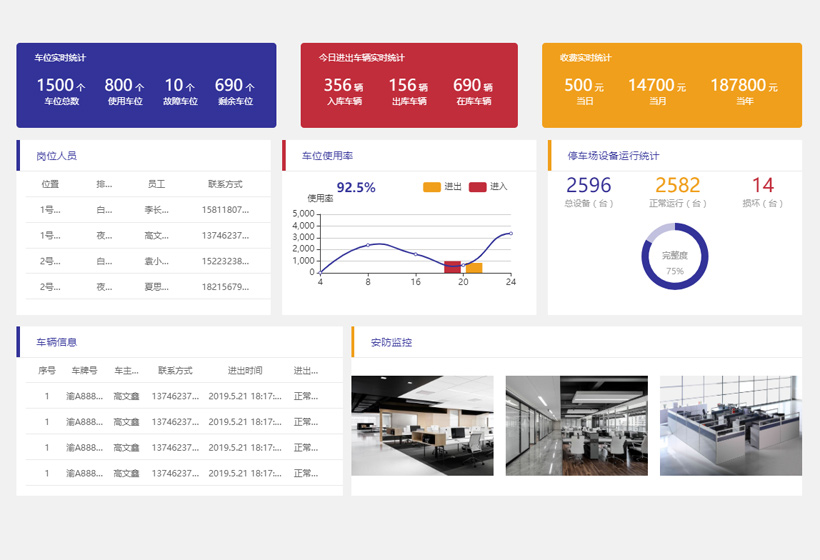 车位实时统计
1500 个 800 个 10 个 690 个
车位总数 使用车位 故障车位 剩余车位
今日进出车辆实时统计
356 辆 156 辆 690 辆
入库车辆 出库车辆 在库车辆
收费实时统计
500 元 14700 元 187800 元
当日 当月 当年
岗位人员
位置 排... 员工 联系方式
1号... 白... 李长... 15811807...
1号... 夜... 高文... 13746237...
2号... 白... 袁小... 15223238...
2号... 夜... 夏思... 18215679...
车位使用率
92.5%
进出 进入
使用率
5,000
4,000
3,000
2,000
1,000
0
4 8 16 20 24
停车场设备运行统计
2596 2582 14
总设备（台） 正常运行（台） 损坏（台）
完整度
75%
车辆信息
序号 车牌号 车主... 联系方式 进出时间 进出...
1 渝A888... 高文鑫 13746237... 2019.5.21 18:17:... 正常...
1 渝A888... 高文鑫 13746237... 2019.5.21 18:17:... 正常...
1 渝A888... 高文鑫 13746237... 2019.5.21 18:17:... 正常...
1 渝A888... 高文鑫 13746237... 2019.5.21 18:17:... 正常...
安防监控